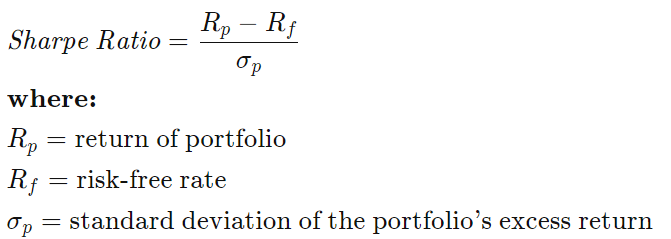 Sharpe Ratio = \frac{R_p − R_f}{σ_p}
where:
R_p = return of portfolio
R_f = risk-free rate
σ_p = standard deviation of the portfolio's excess return